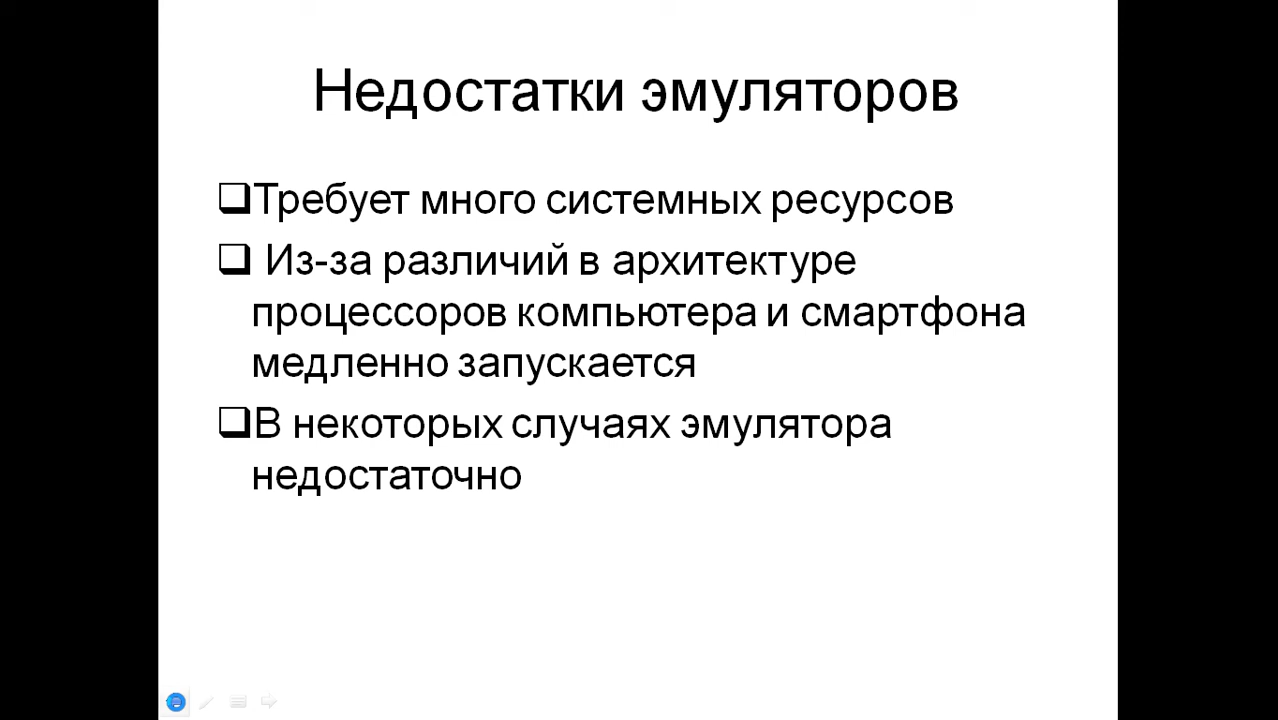 Недостатки эмуляторов
❑Требует много системных ресурсов
❑ Из-за различий в архитектуре
процессоров компьютера и смартфона
медленно запускается
❑В некоторых случаях эмулятора
недостаточно